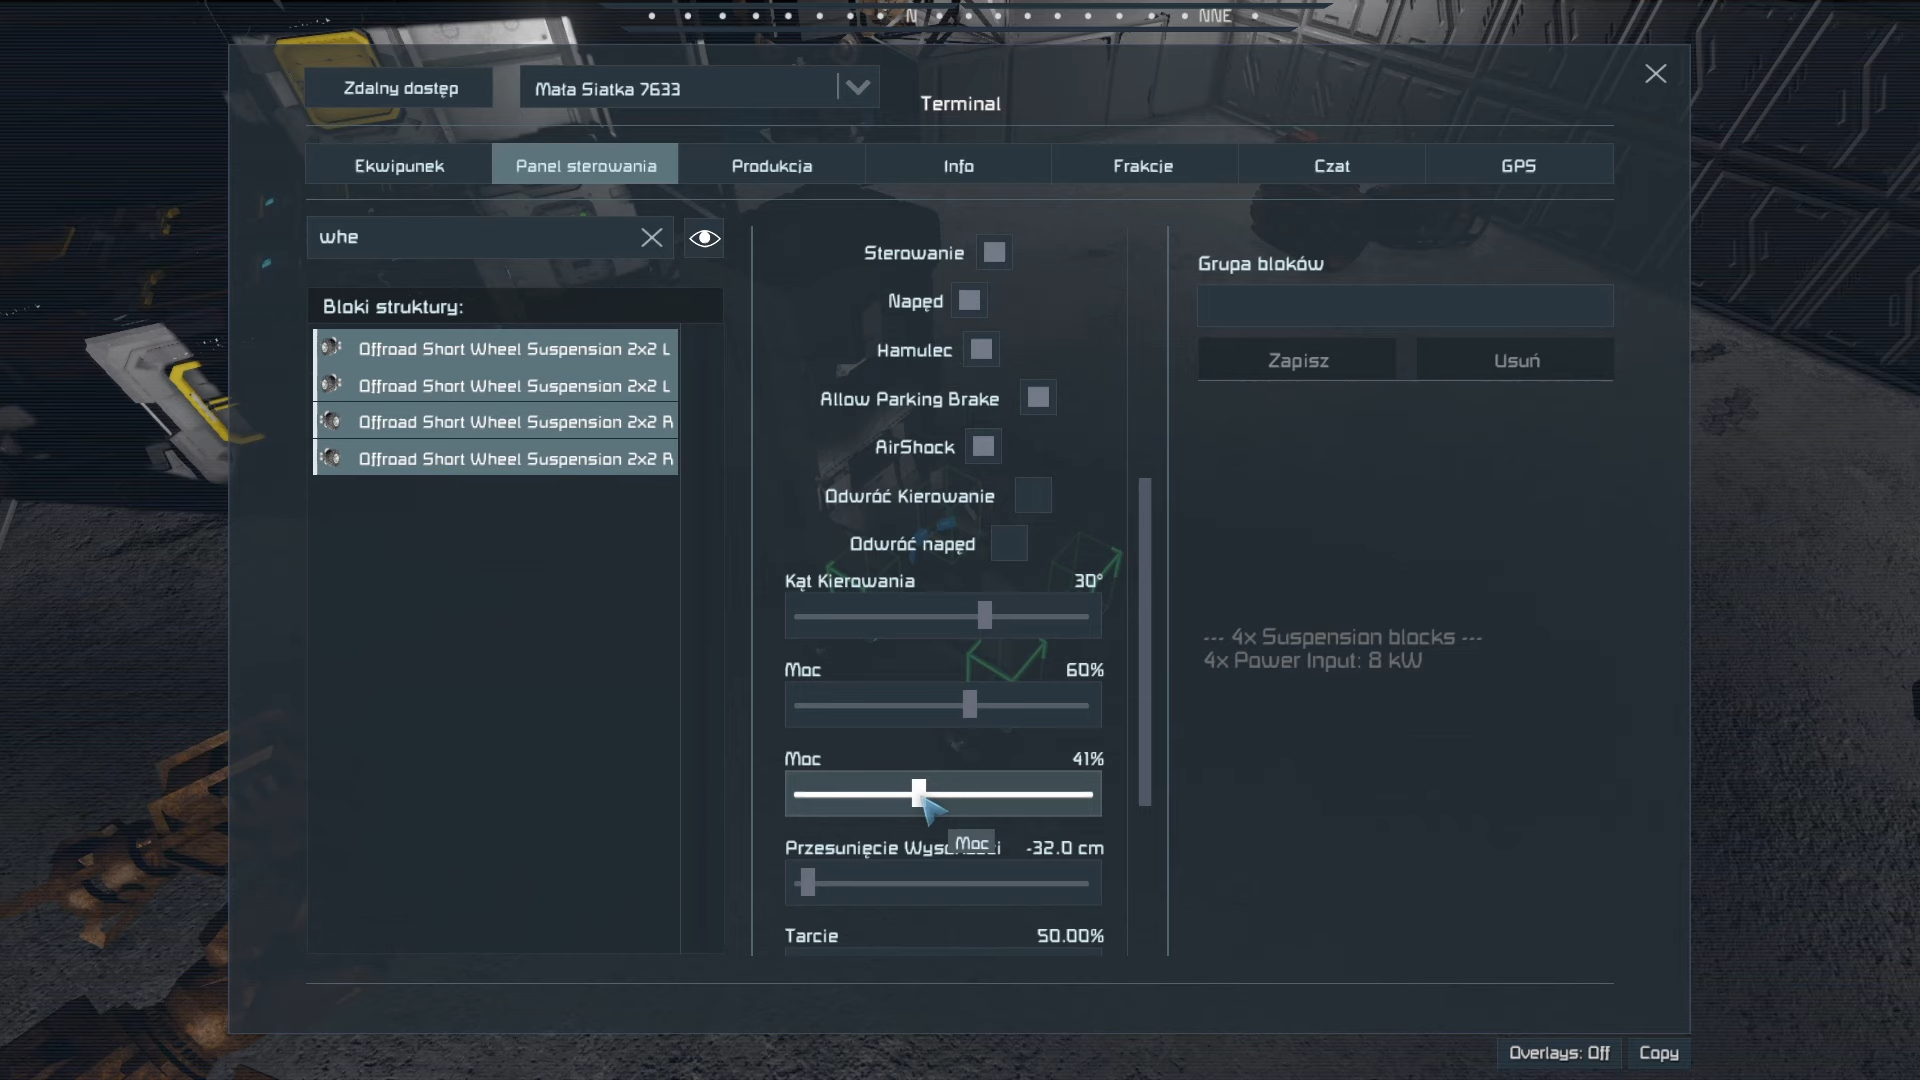 N
NNE
Zdalny dostęp
Mała Siatka 7633
Terminal
Ekwipunek
Panel sterowania
Produkcja
Info
Frakcje
Czat
GPS
whe
Bloki struktury:
Offroad Short Wheel Suspension 2x2 L
Offroad Short Wheel Suspension 2x2 L
Offroad Short Wheel Suspension 2x2 R
Offroad Short Wheel Suspension 2x2 R
Sterowanie
Napęd
Hamulec
Allow Parking Brake
AirShock
Odwróć Kierowanie
Odwróć napęd
Kąt Kierowania 30°
Moc 60%
Moc 41%
Moc
Przesunięcie -32.0 cm
Tarcie 50.00%
Grupa bloków
Zapisz
Usuń
--- 4x Suspension blocks ---
4x Power Input: 8 kW
Overlays: Off
Copy